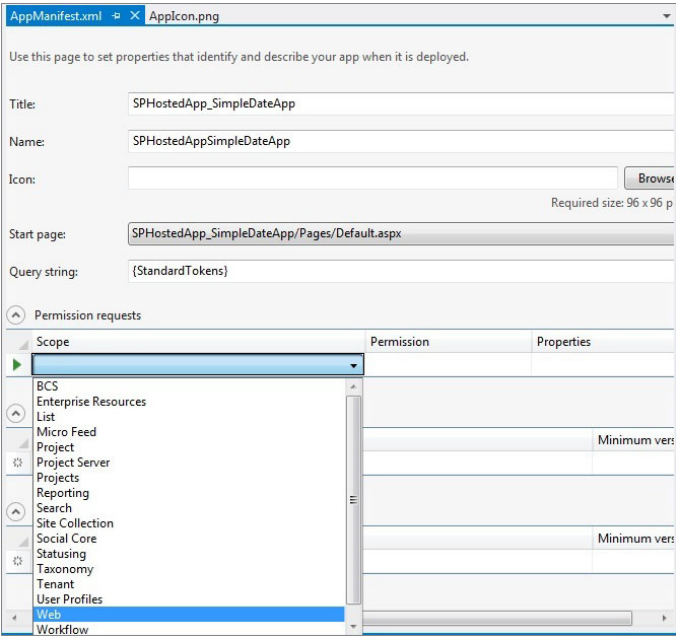 AppManifest.xml AppIcon.png
Use this page to set properties that identify and describe your app when it is deployed.
Title: SPHostedApp_SimpleDateApp
Name: SPHostedAppSimpleDateApp
Icon: Browse
Required size: 96 x 96 p
Start page: SPHostedApp_SimpleDateApp/Pages/Default.aspx
Query string: {StandardTokens}
Permission requests
Scope Permission Properties
BCS
Enterprise Resources
List
Micro Feed
Project
Project Server
Projects
Reporting
Search
Site Collection
Social Core
Statusing
Taxonomy
Tenant
User Profiles
Web
Workflow
Minimum vers
Minimum vers